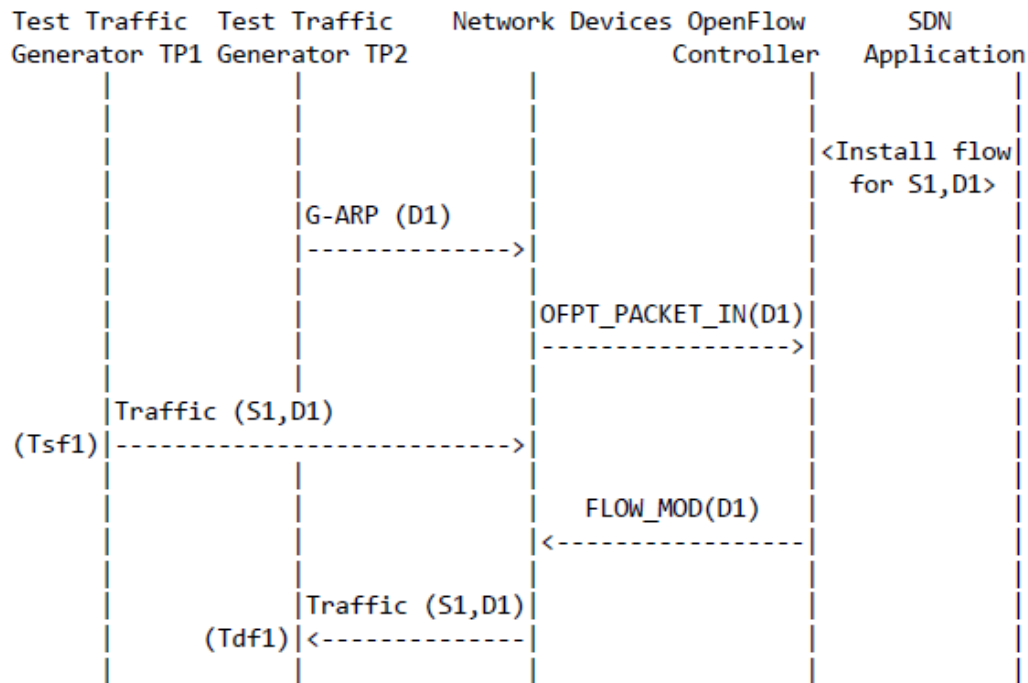 Test Traffic  Test Traffic    Network Devices OpenFlow       SDN
Generator TP1 Generator TP2                Controller   Application
<Install flow
for S1,D1>
G-ARP (D1)
OFPT_PACKET_IN(D1)
Traffic (S1,D1)
(Tsf1)
FLOW_MOD(D1)
Traffic (S1,D1)
(Tdf1)